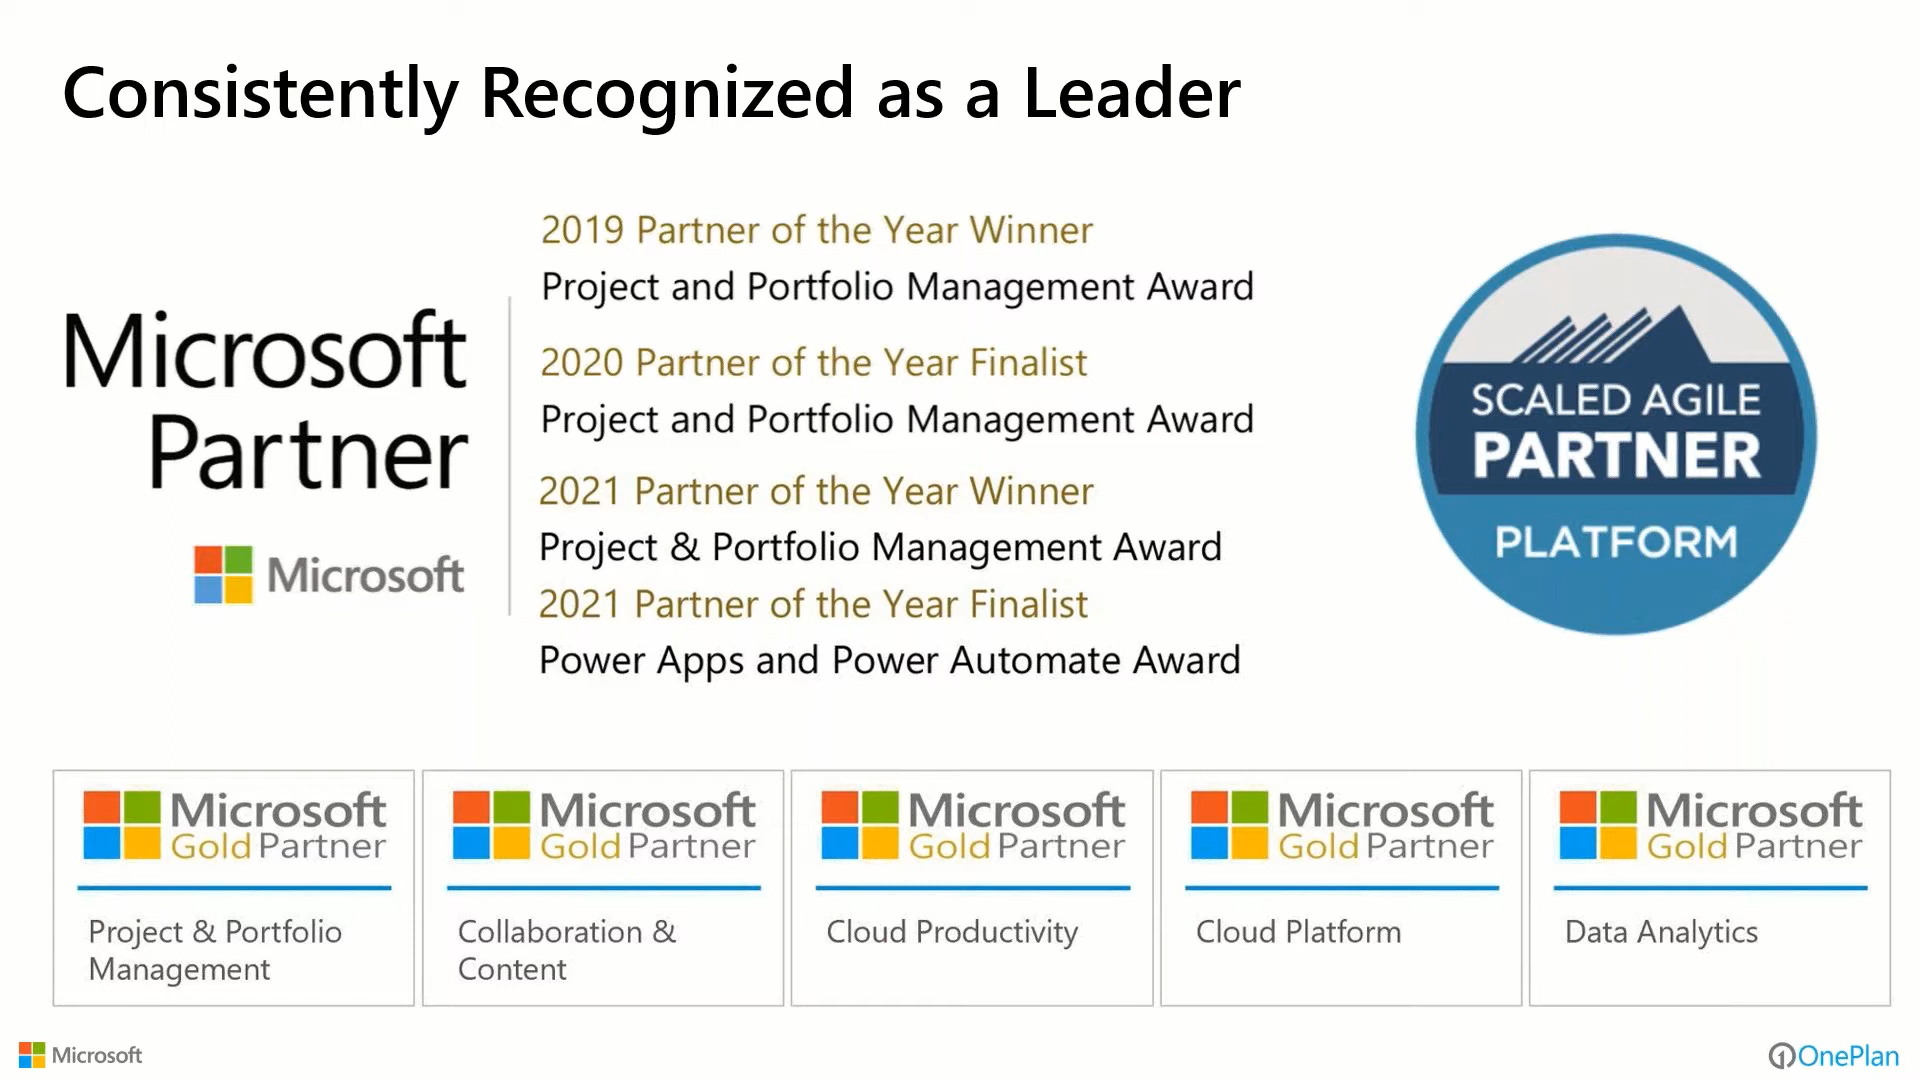 Consistently Recognized as a Leader
Microsoft
Partner
Microsoft
2019 Partner of the Year Winner
Project and Portfolio Management Award
2020 Partner of the Year Finalist
Project and Portfolio Management Award
2021 Partner of the Year Winner
Project & Portfolio Management Award
2021 Partner of the Year Finalist
Power Apps and Power Automate Award
SCALED AGILE
PARTNER
PLATFORM
Microsoft
Gold Partner
Project & Portfolio
Management
Microsoft
Gold Partner
Collaboration &
Content
Microsoft
Gold Partner
Cloud Productivity
Microsoft
Gold Partner
Cloud Platform
Microsoft
Gold Partner
Data Analytics
Microsoft
OnePlan